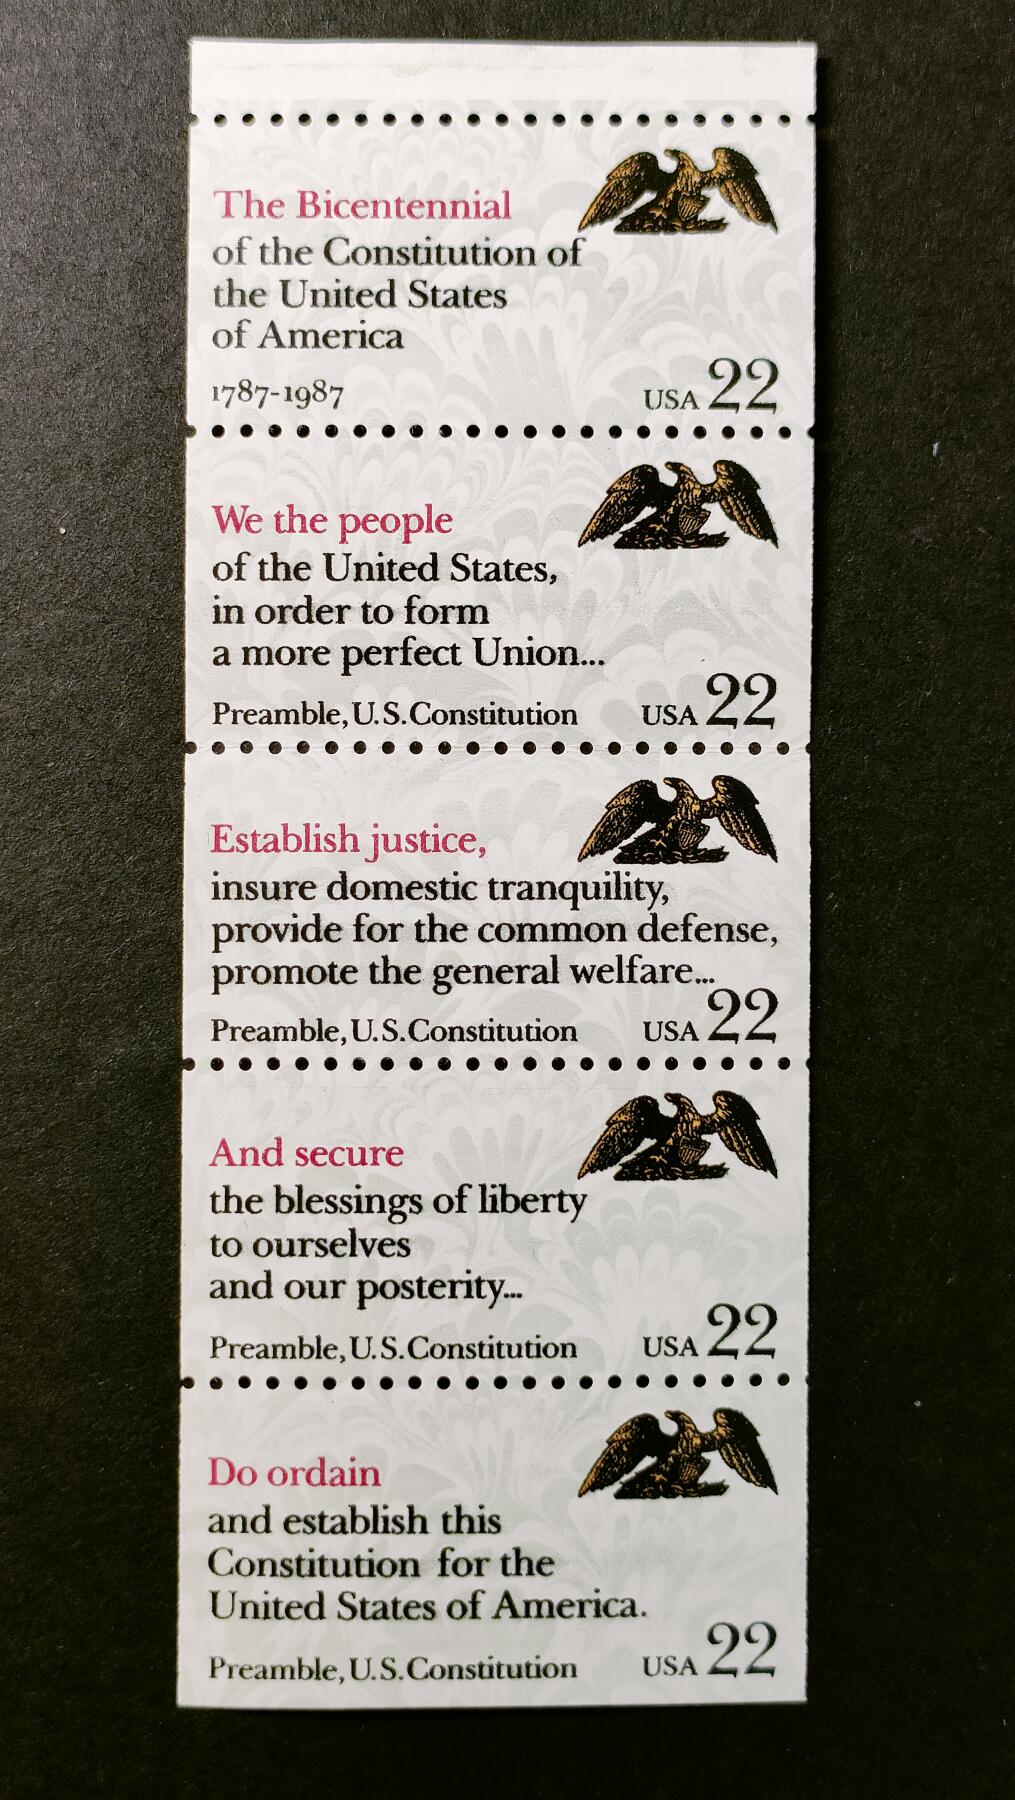 The Bicentennial
of the Constitution of
the United States
of America
1787-1987
USA 22
We the people
of the United States,
in order to form
a more perfect Union...
Preamble, U.S. Constitution
USA 22
Establish justice,
insure domestic tranquility,
provide for the common defense,
promote the general welfare...
Preamble, U.S. Constitution
USA 22
And secure
the blessings of liberty
to ourselves
and our posterity...
Preamble, U.S. Constitution
USA 22
Do ordain
and establish this
Constitution for the
United States of America.
Preamble, U.S. Constitution
USA 22